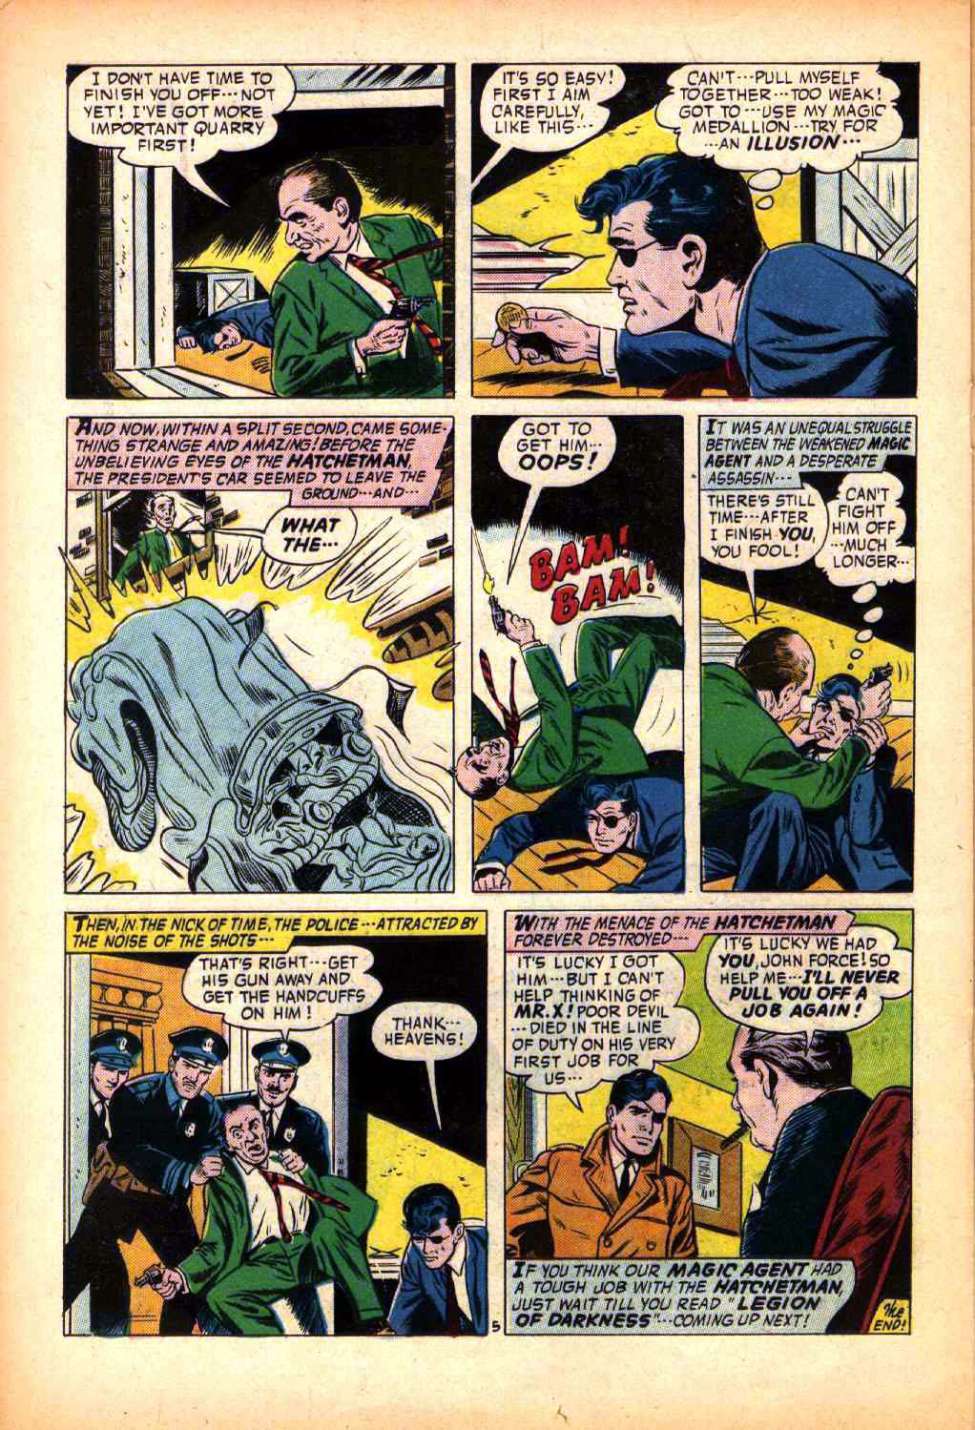 I DON'T HAVE TIME TO
FINISH YOU OFF---NOT
YET! I'VE GOT MORE
IMPORTANT QUARRY
FIRST!
IT'S SO EASY!
FIRST I AIM
CAREFULLY,
LIKE THIS---
CAN'T---PULL MYSELF
TOGETHER---TOO WEAK!
GOT TO---USE MY MAGIC
MEDALLION---TRY FOR
---AN ILLUSION---
AND NOW, WITHIN A SPLIT SECOND, CAME SOME-
THING STRANGE AND AMAZING! BEFORE THE
UNBELIEVING EYES OF THE HATCHETMAN,
THE PRESIDENT'S CAR SEEMED TO LEAVE THE
GROUND---AND---
WHAT
THE---
GOT TO
GET HIM---
OOPS!
BAM!
BAM!
IT WAS AN UNEQUAL STRUGGLE
BETWEEN THE WEAKENED MAGIC
AGENT AND A DESPERATE
ASSASSIN---
THERE'S STILL
TIME---AFTER
I FINISH YOU,
YOU FOOL!
CAN'T
FIGHT
HIM OFF
---MUCH
LONGER---
THEN, IN THE NICK OF TIME, THE POLICE---ATTRACTED BY
THE NOISE OF THE SHOTS---
THAT'S RIGHT---GET
HIS GUN AWAY AND
GET THE HANDCUFFS
ON HIM!
THANK---
HEAVENS!
5
WITH THE MENACE OF THE HATCHETMAN
FOREVER DESTROYED---
IT'S LUCKY I GOT
HIM---BUT I CAN'T
HELP THINKING OF
MR. X! POOR DEVIL
---DIED IN THE LINE
OF DUTY ON HIS VERY
FIRST JOB FOR
US---
IT'S LUCKY WE HAD
YOU, JOHN FORCE! SO
HELP ME---I'LL NEVER
PULL YOU OFF A
JOB AGAIN!
IF YOU THINK OUR MAGIC AGENT HAD
A TOUGH JOB WITH THE HATCHETMAN,
JUST WAIT TILL YOU READ "LEGION
OF DARKNESS"---COMING UP NEXT!
The
END!